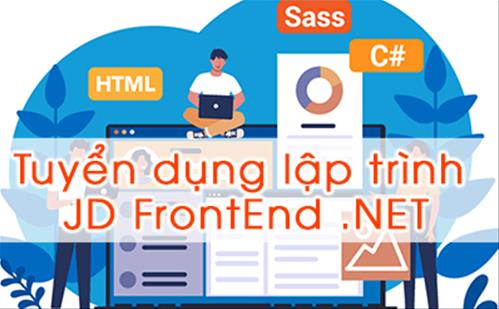 Sass
C#
HTML
Tuyển dụng lập trình
JD FrontEnd .NET